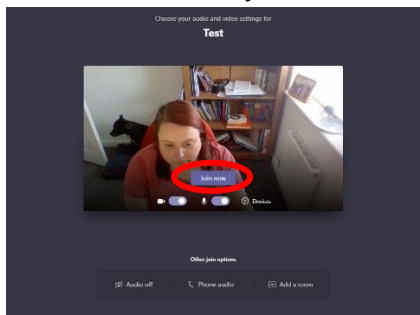 Choose your audio and video settings for
Test
Join now
Devices
Other join options
Audio off Phone audio Add a room